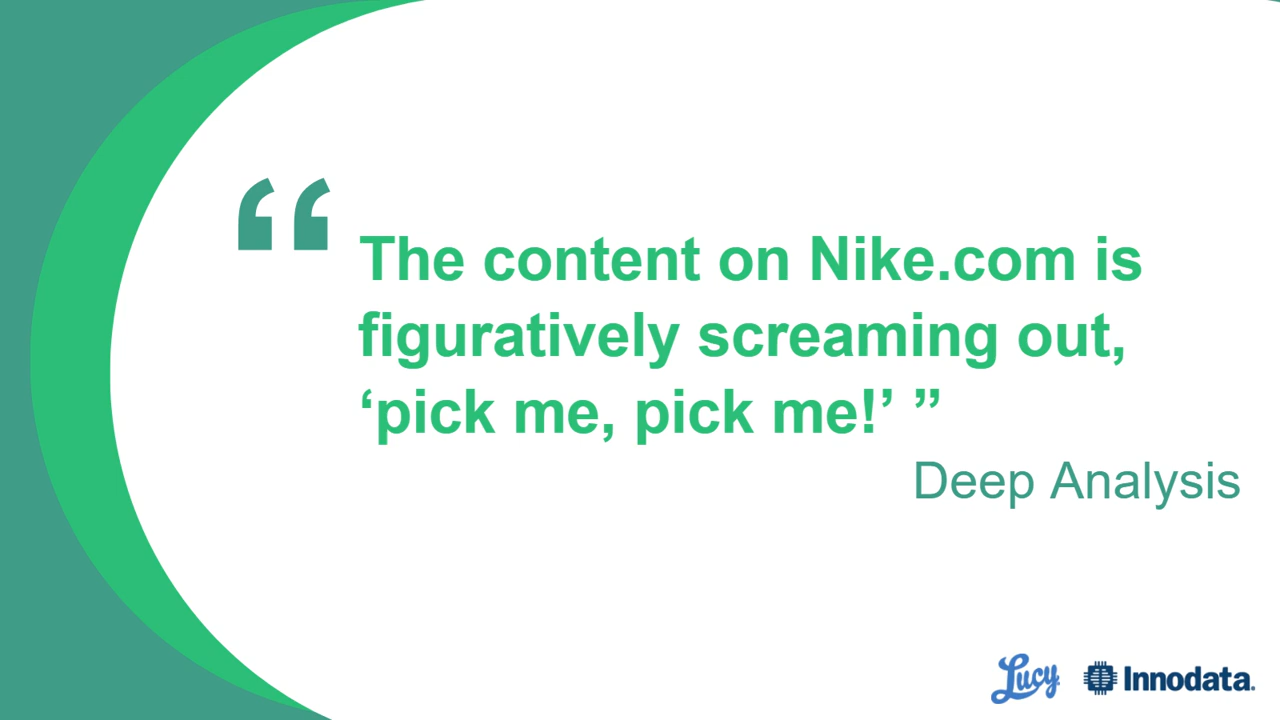 “
The content on Nike.com is
figuratively screaming out,
‘pick me, pick me!’ ”
Deep Analysis
Lucy
Innodata.